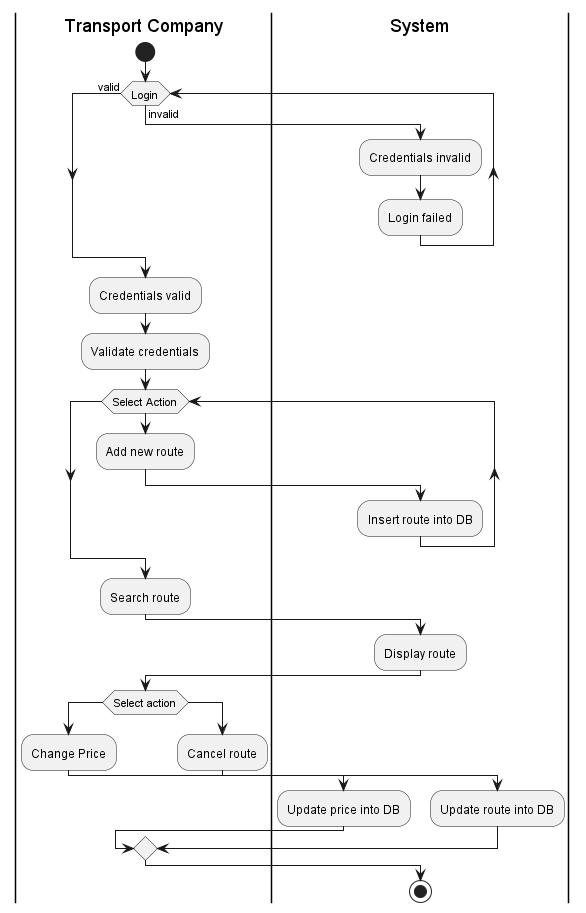 Transport Company
System
valid
Login
invalid
Credentials invalid
Login failed
Credentials valid
Validate credentials
Select Action
Add new route
Insert route into DB
Search route
Display route
Select action
Change Price
Cancel route
Update price into DB
Update route into DB